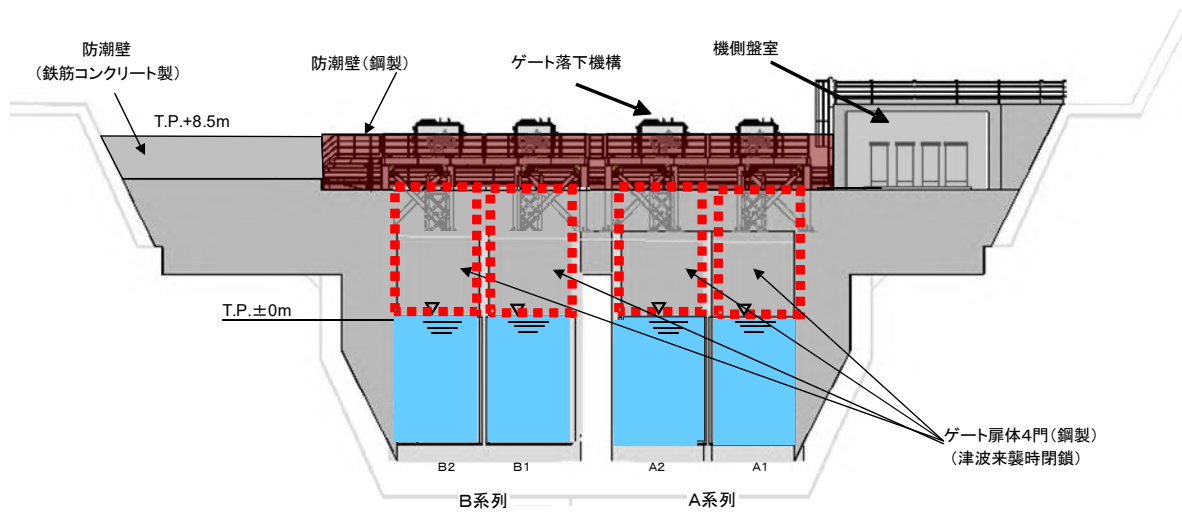 防潮壁
(鉄筋コンクリート製)
防潮壁(鋼製)
ゲート落下機構
機側盤室
T.P.+8.5m
T.P.±0m
ゲート扉体4門(鋼製)
(津波来襲時閉鎖)
B2
B1
A2
A1
B系列
A系列